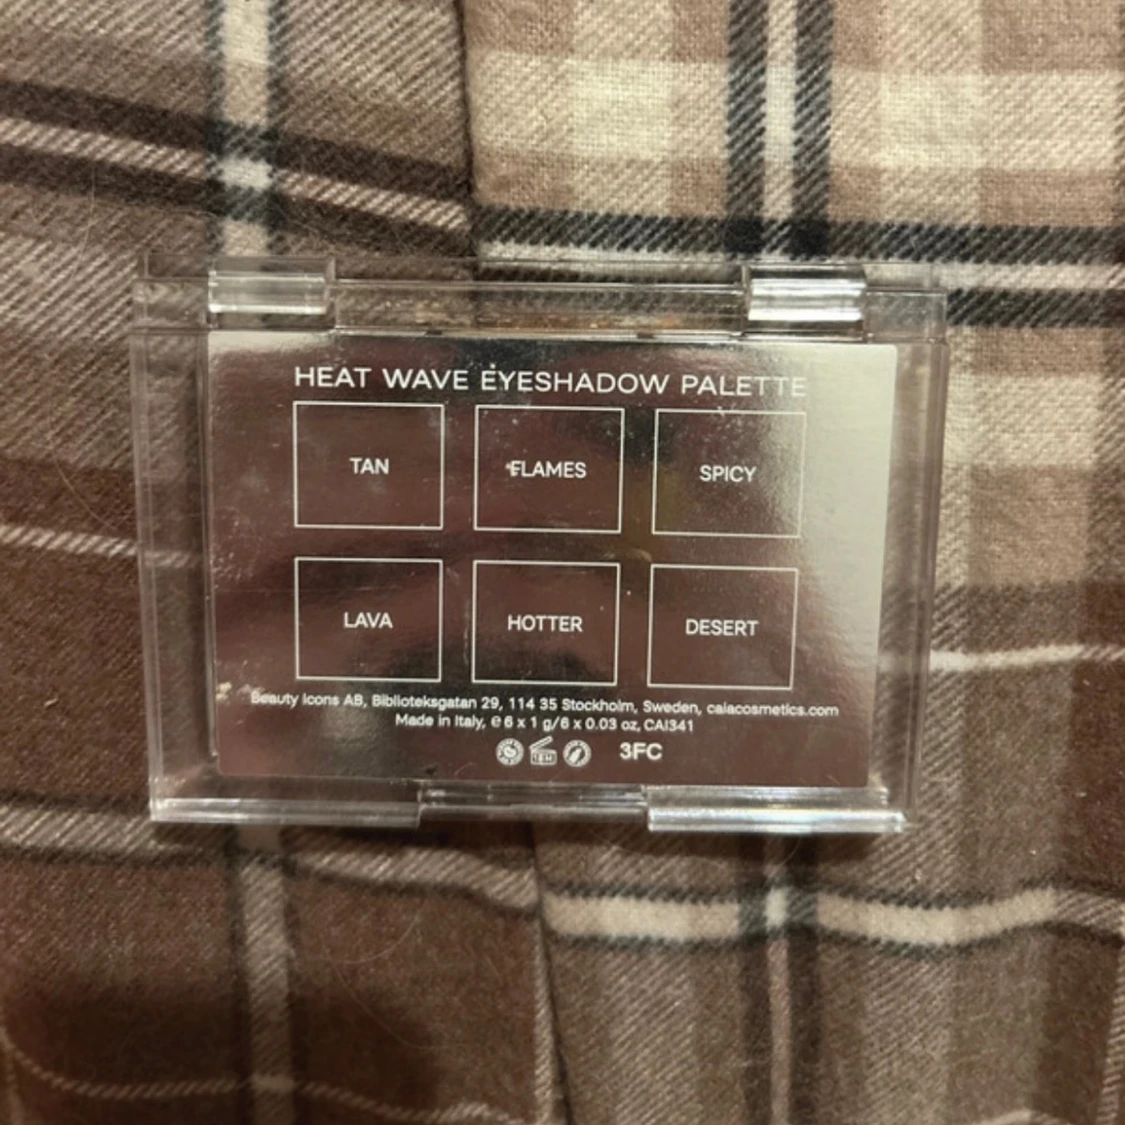 HEAT WAVE EYESHADOW PALETTE
TAN FLAMES SPICY
LAVA HOTTER DESERT
Beauty Icons AB, Biblioteksgatan 29, 114 35 Stockholm, Sweden, caiacosmetics.com
Made in Italy, ℮ 6 x 1 g/6 x 0.03 oz, CAI341
3FC